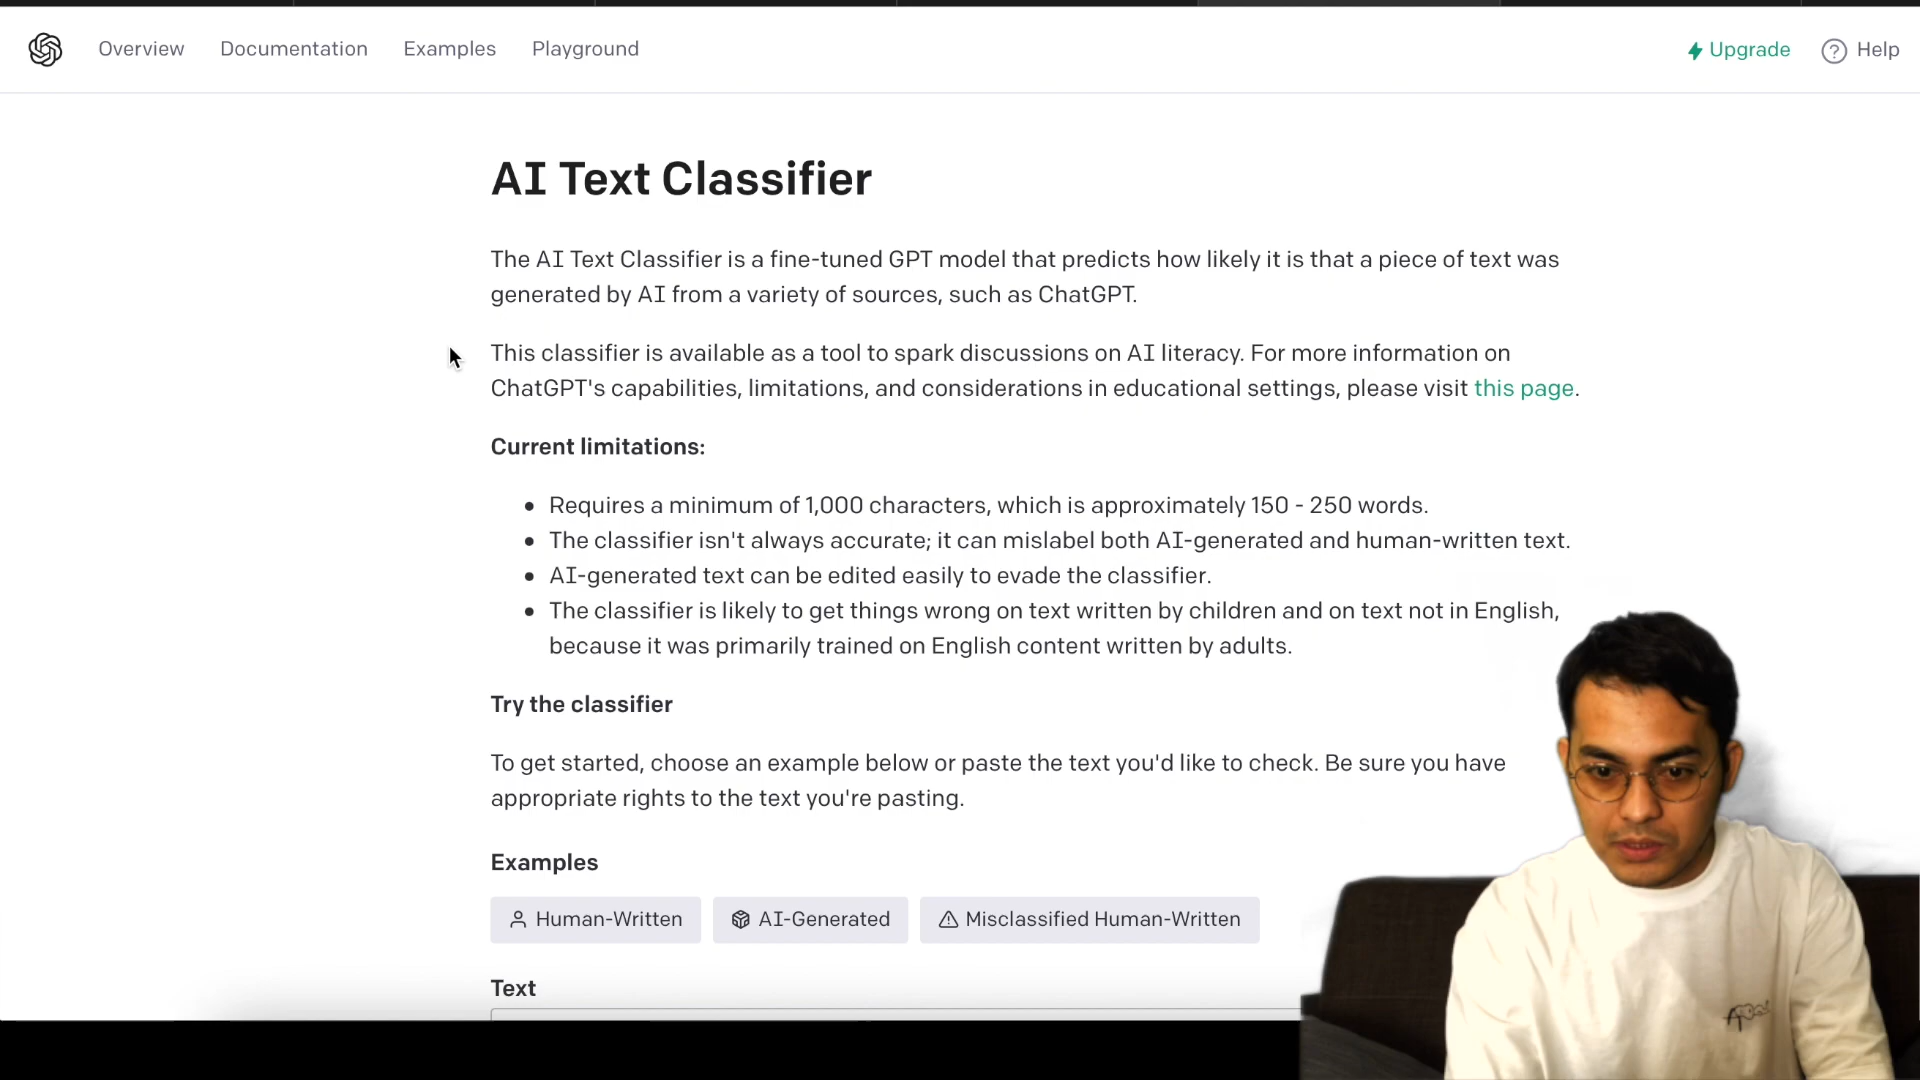 Overview Documentation Examples Playground Upgrade Help
AI Text Classifier
The AI Text Classifier is a fine-tuned GPT model that predicts how likely it is that a piece of text was
generated by AI from a variety of sources, such as ChatGPT.
This classifier is available as a tool to spark discussions on AI literacy. For more information on
ChatGPT's capabilities, limitations, and considerations in educational settings, please visit this page.
Current limitations:
Requires a minimum of 1,000 characters, which is approximately 150 - 250 words.
The classifier isn't always accurate; it can mislabel both AI-generated and human-written text.
AI-generated text can be edited easily to evade the classifier.
The classifier is likely to get things wrong on text written by children and on text not in English,
because it was primarily trained on English content written by adults.
Try the classifier
To get started, choose an example below or paste the text you'd like to check. Be sure you have
appropriate rights to the text you're pasting.
Examples
Human-Written AI-Generated Misclassified Human-Written
Text